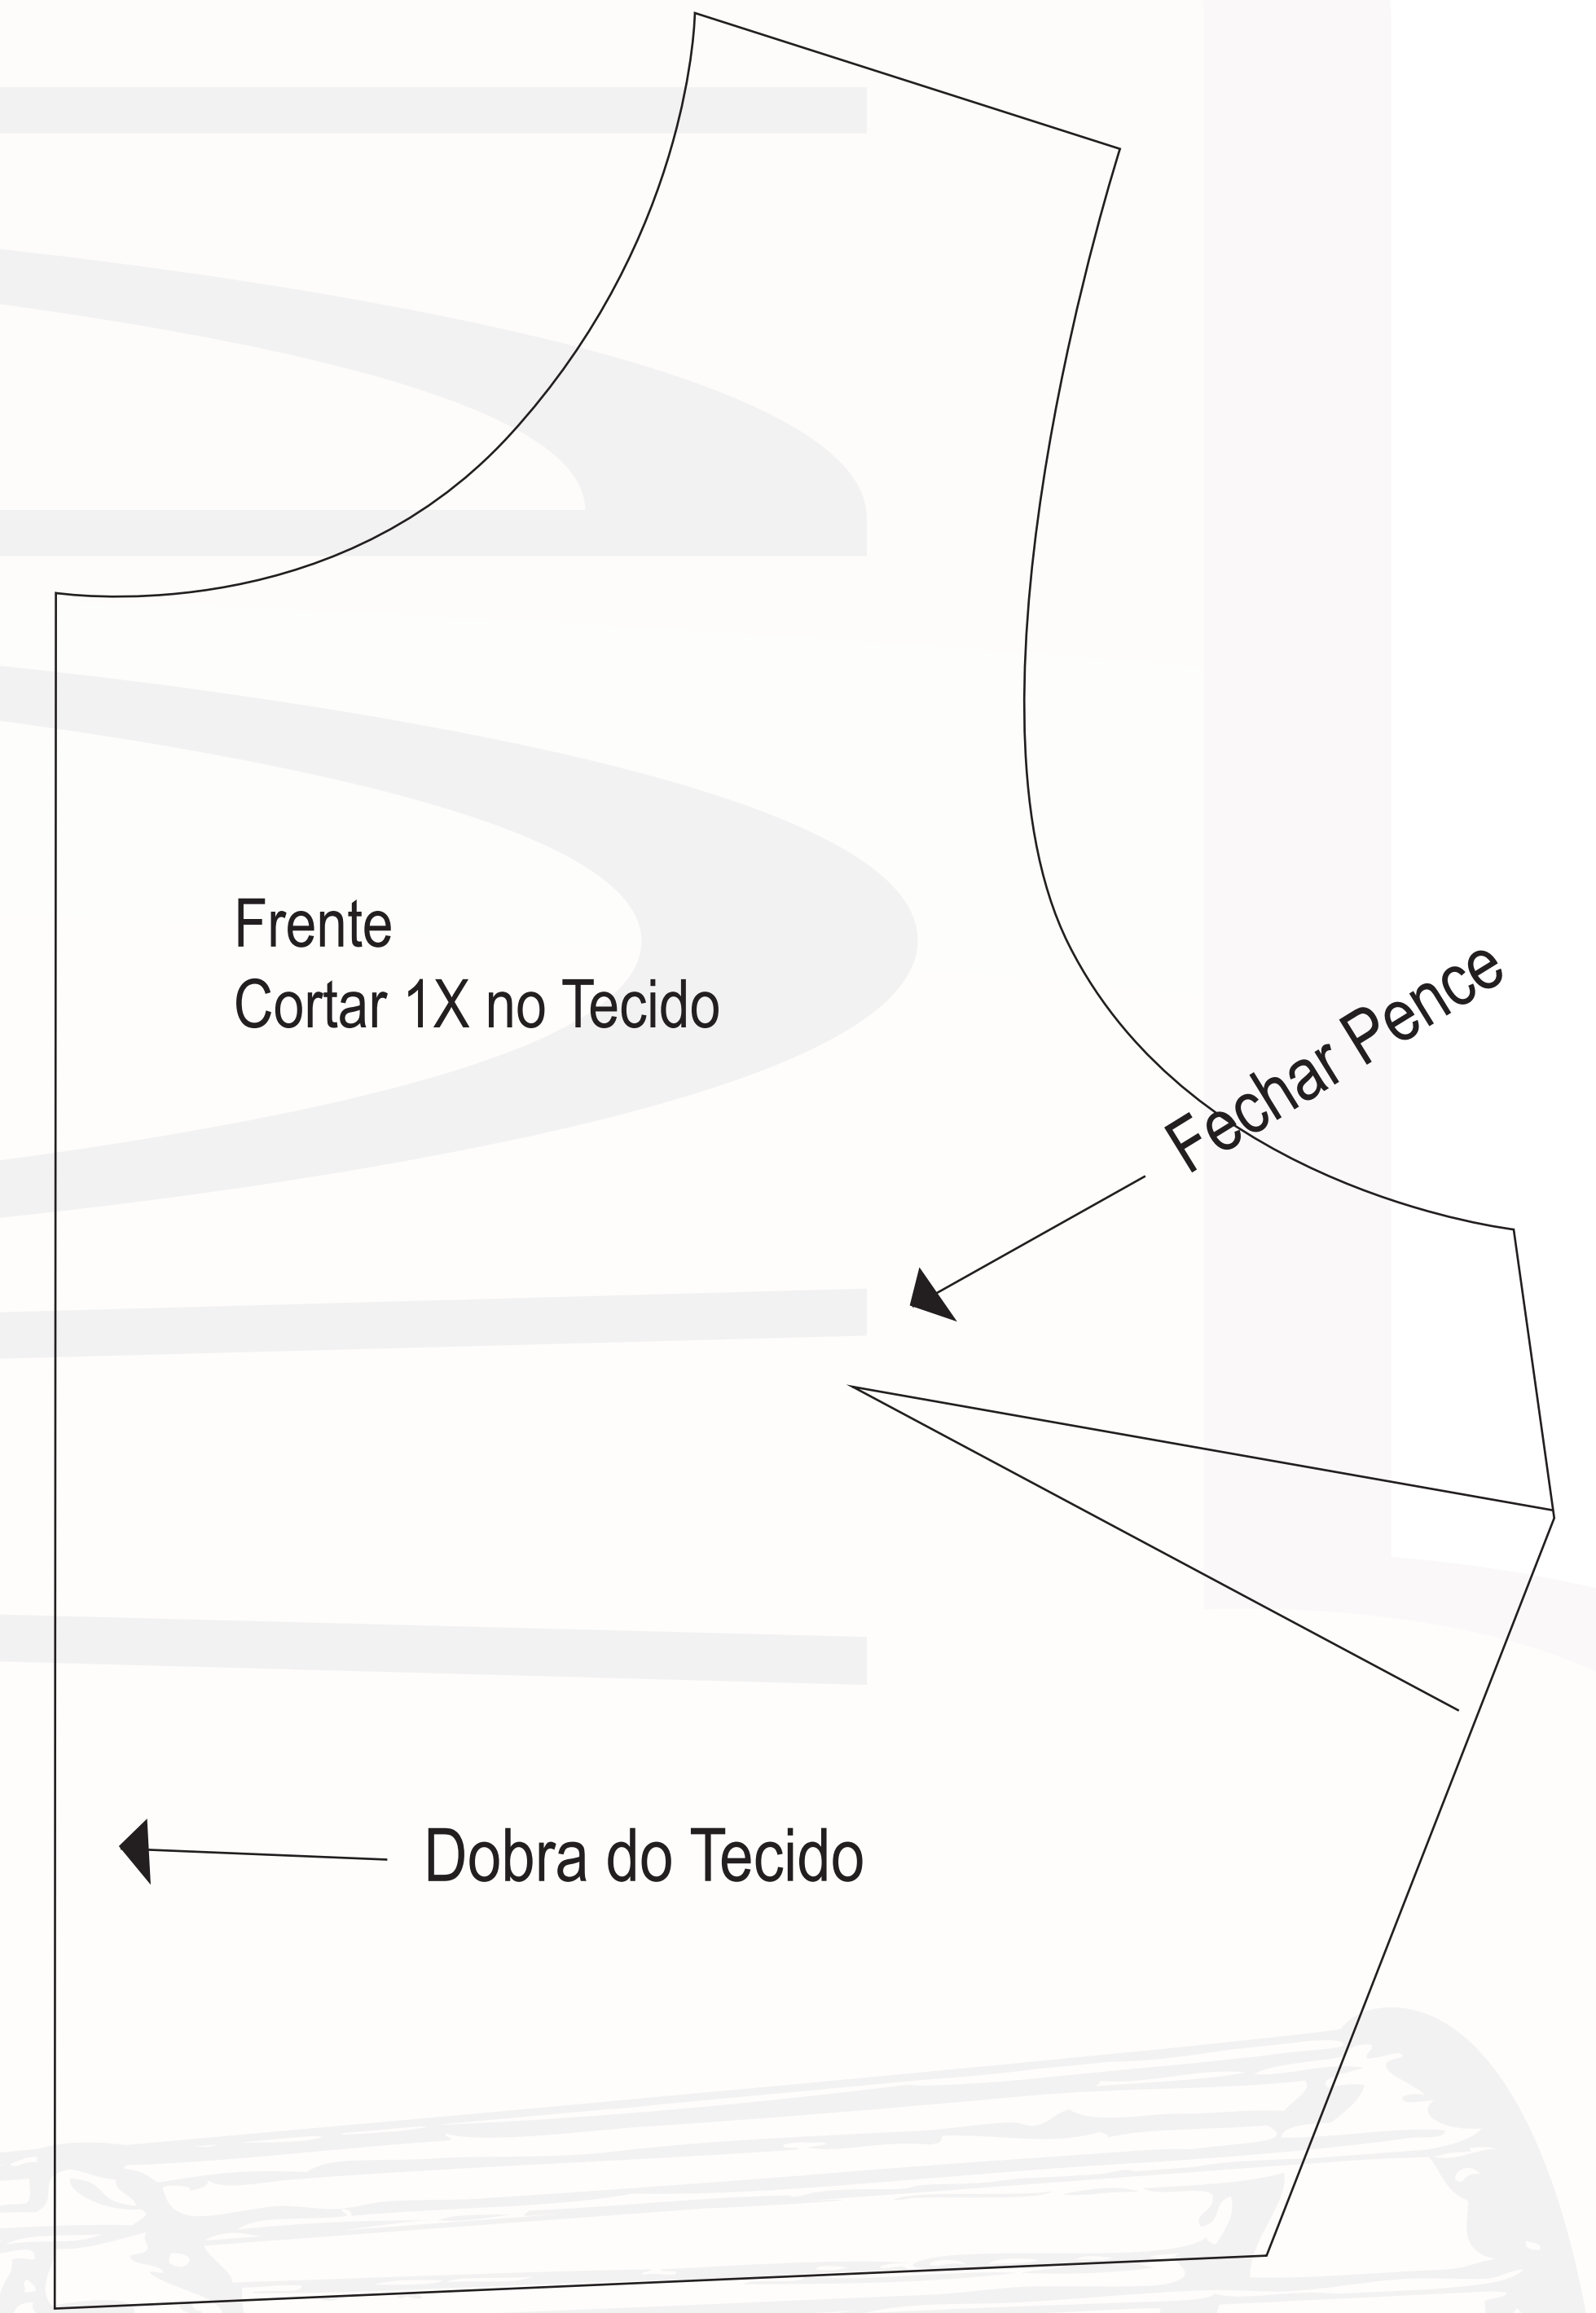 Frente
Cortar 1X no Tecido
Fechar Pence
Dobra do Tecido